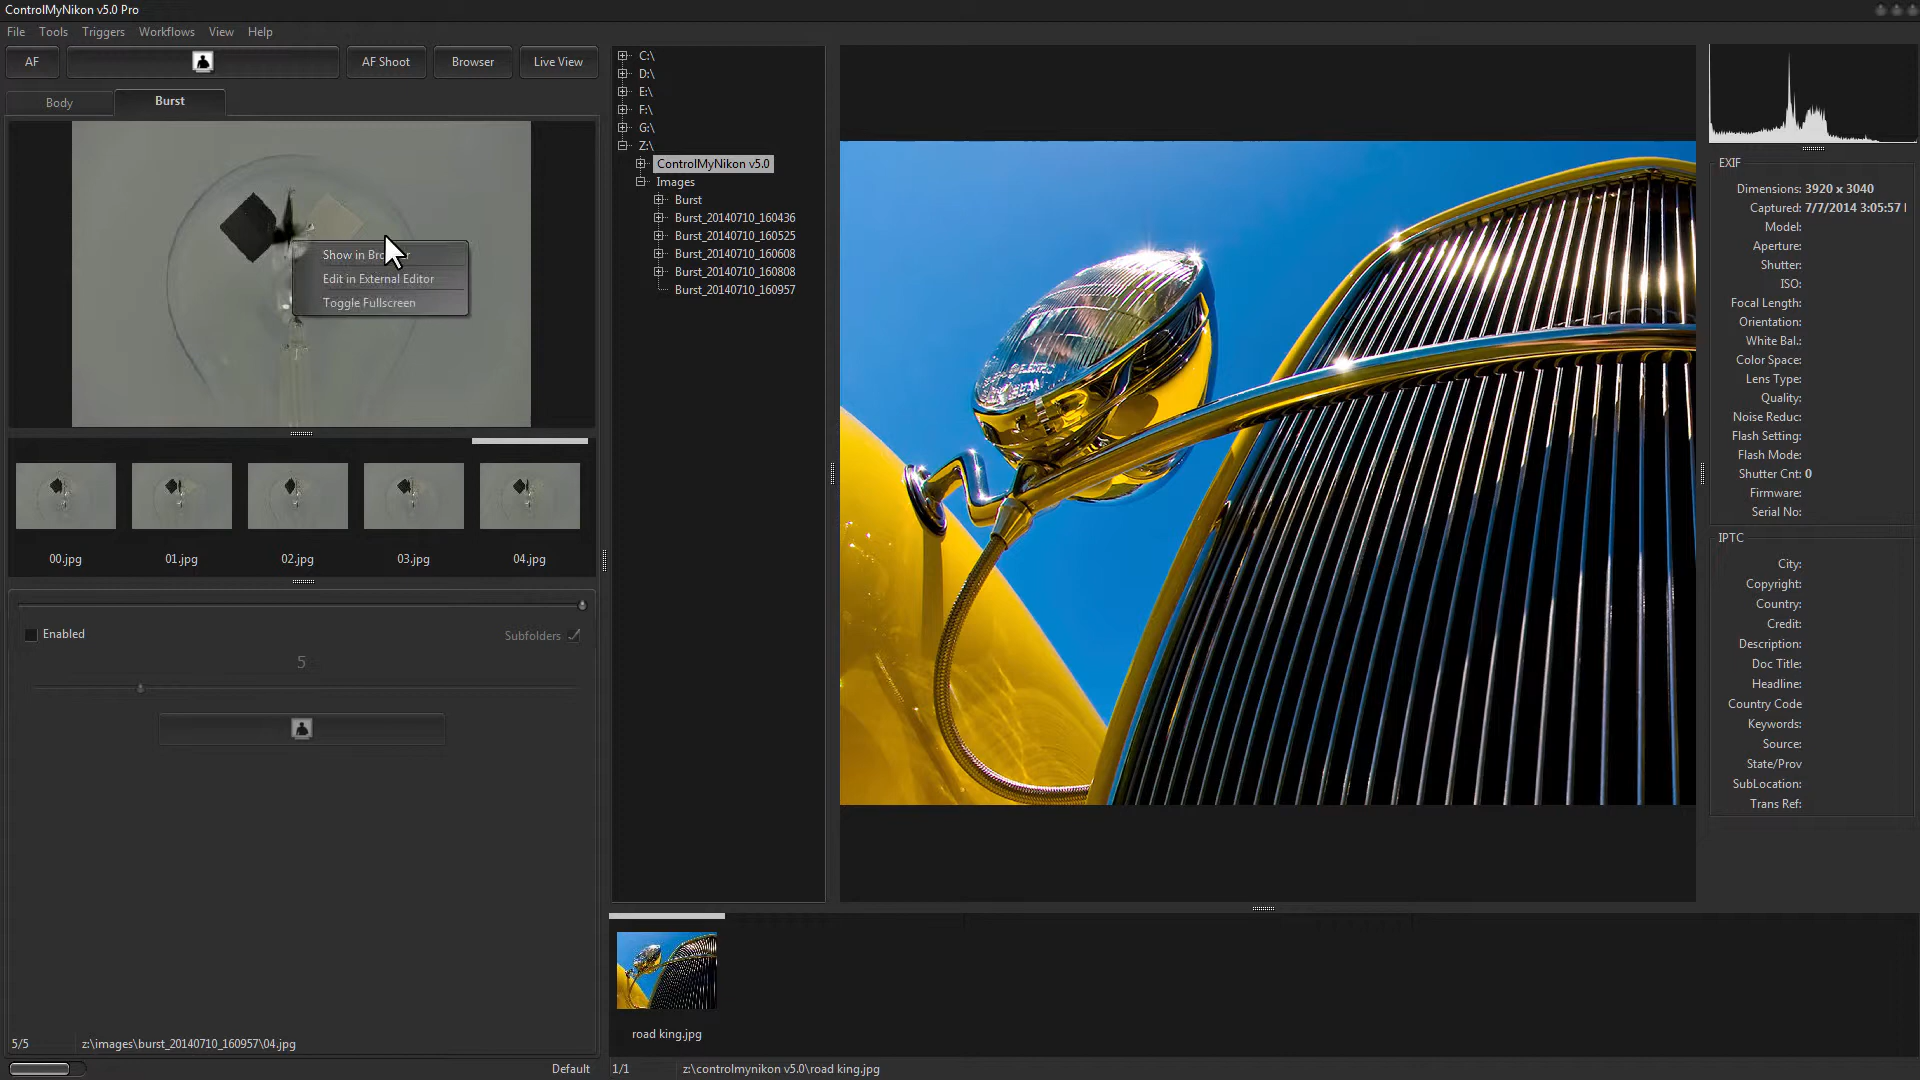 ControlMyNikon v5.0 Pro
File Tools Triggers Workflows View Help
AF AF Shoot Browser Live View
Body Burst
Show in
Edit in External Editor
Toggle Fullscreen
00.jpg 01.jpg 02.jpg 03.jpg 04.jpg
Enabled Subfolders
5
5/5 z:\images\burst_20140710_160957\04.jpg
Default
C:\
D:\
E:\
F:\
G:\
Z:\
ControlMyNikon v5.0
Images
Burst
Burst_20140710_160436
Burst_20140710_160525
Burst_20140710_160608
Burst_20140710_160808
Burst_20140710_160957
road king.jpg
1/1 z:\controlmynikon v5.0\road king.jpg
EXIF
Dimensions: 3920 x 3040
Captured: 7/7/2014 3:05:57
Model:
Aperture:
Shutter:
ISO:
Focal Length:
Orientation:
White Bal.:
Color Space:
Lens Type:
Quality:
Noise Reduc:
Flash Setting:
Flash Mode:
Shutter Cnt: 0
Firmware:
Serial No:
IPTC
City:
Copyright:
Country:
Credit:
Description:
Doc Title:
Headline:
Country Code
Keywords:
Source:
State/Prov
SubLocation:
Trans Ref: